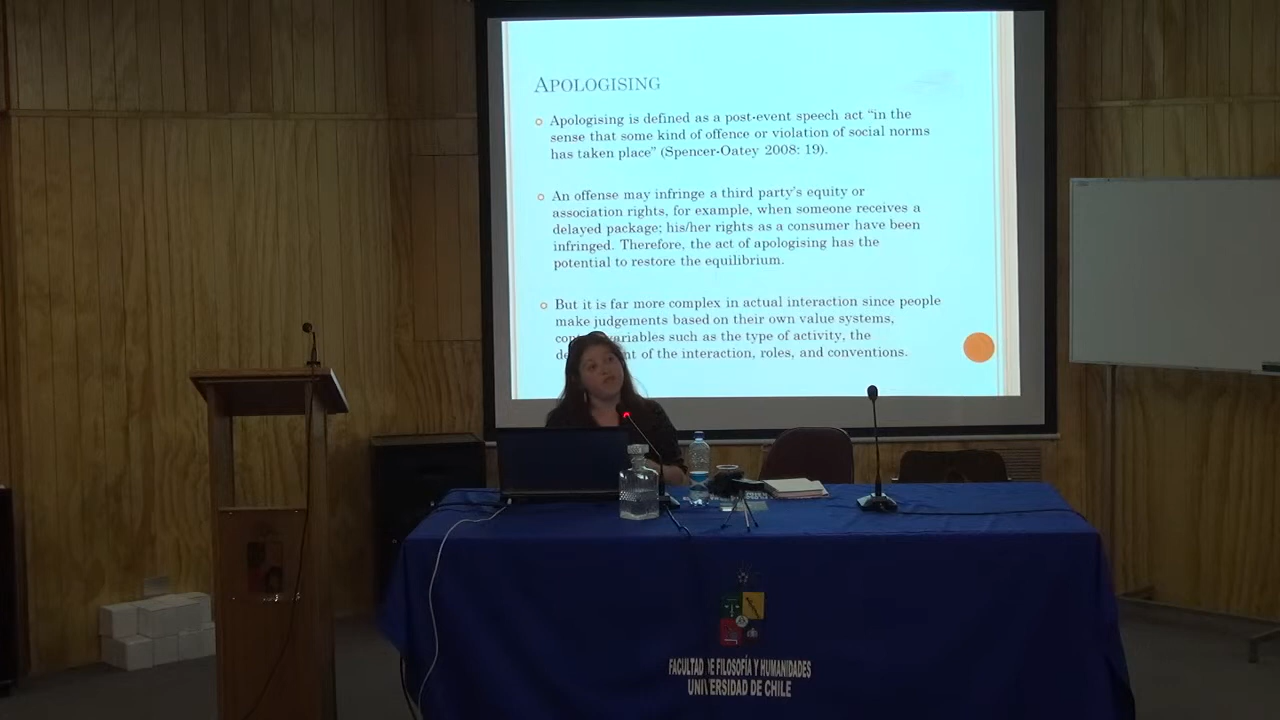 APOLOGISING
Apologising is defined as a post-event speech act “in the
sense that some kind of offence or violation of social norms
has taken place” (Spencer-Oatey 2008: 19).
An offense may infringe a third party’s equity or
association rights, for example, when someone receives a
delayed package; his/her rights as a consumer have been
infringed. Therefore, the act of apologising has the
potential to restore the equilibrium.
But it is far more complex in actual interaction since people
make judgements based on their own value systems,
variables such as the type of activity, the
of the interaction, roles, and conventions.
FACULTAD DE FILOSOFÍA Y HUMANIDADES
UNIVERSIDAD DE CHILE